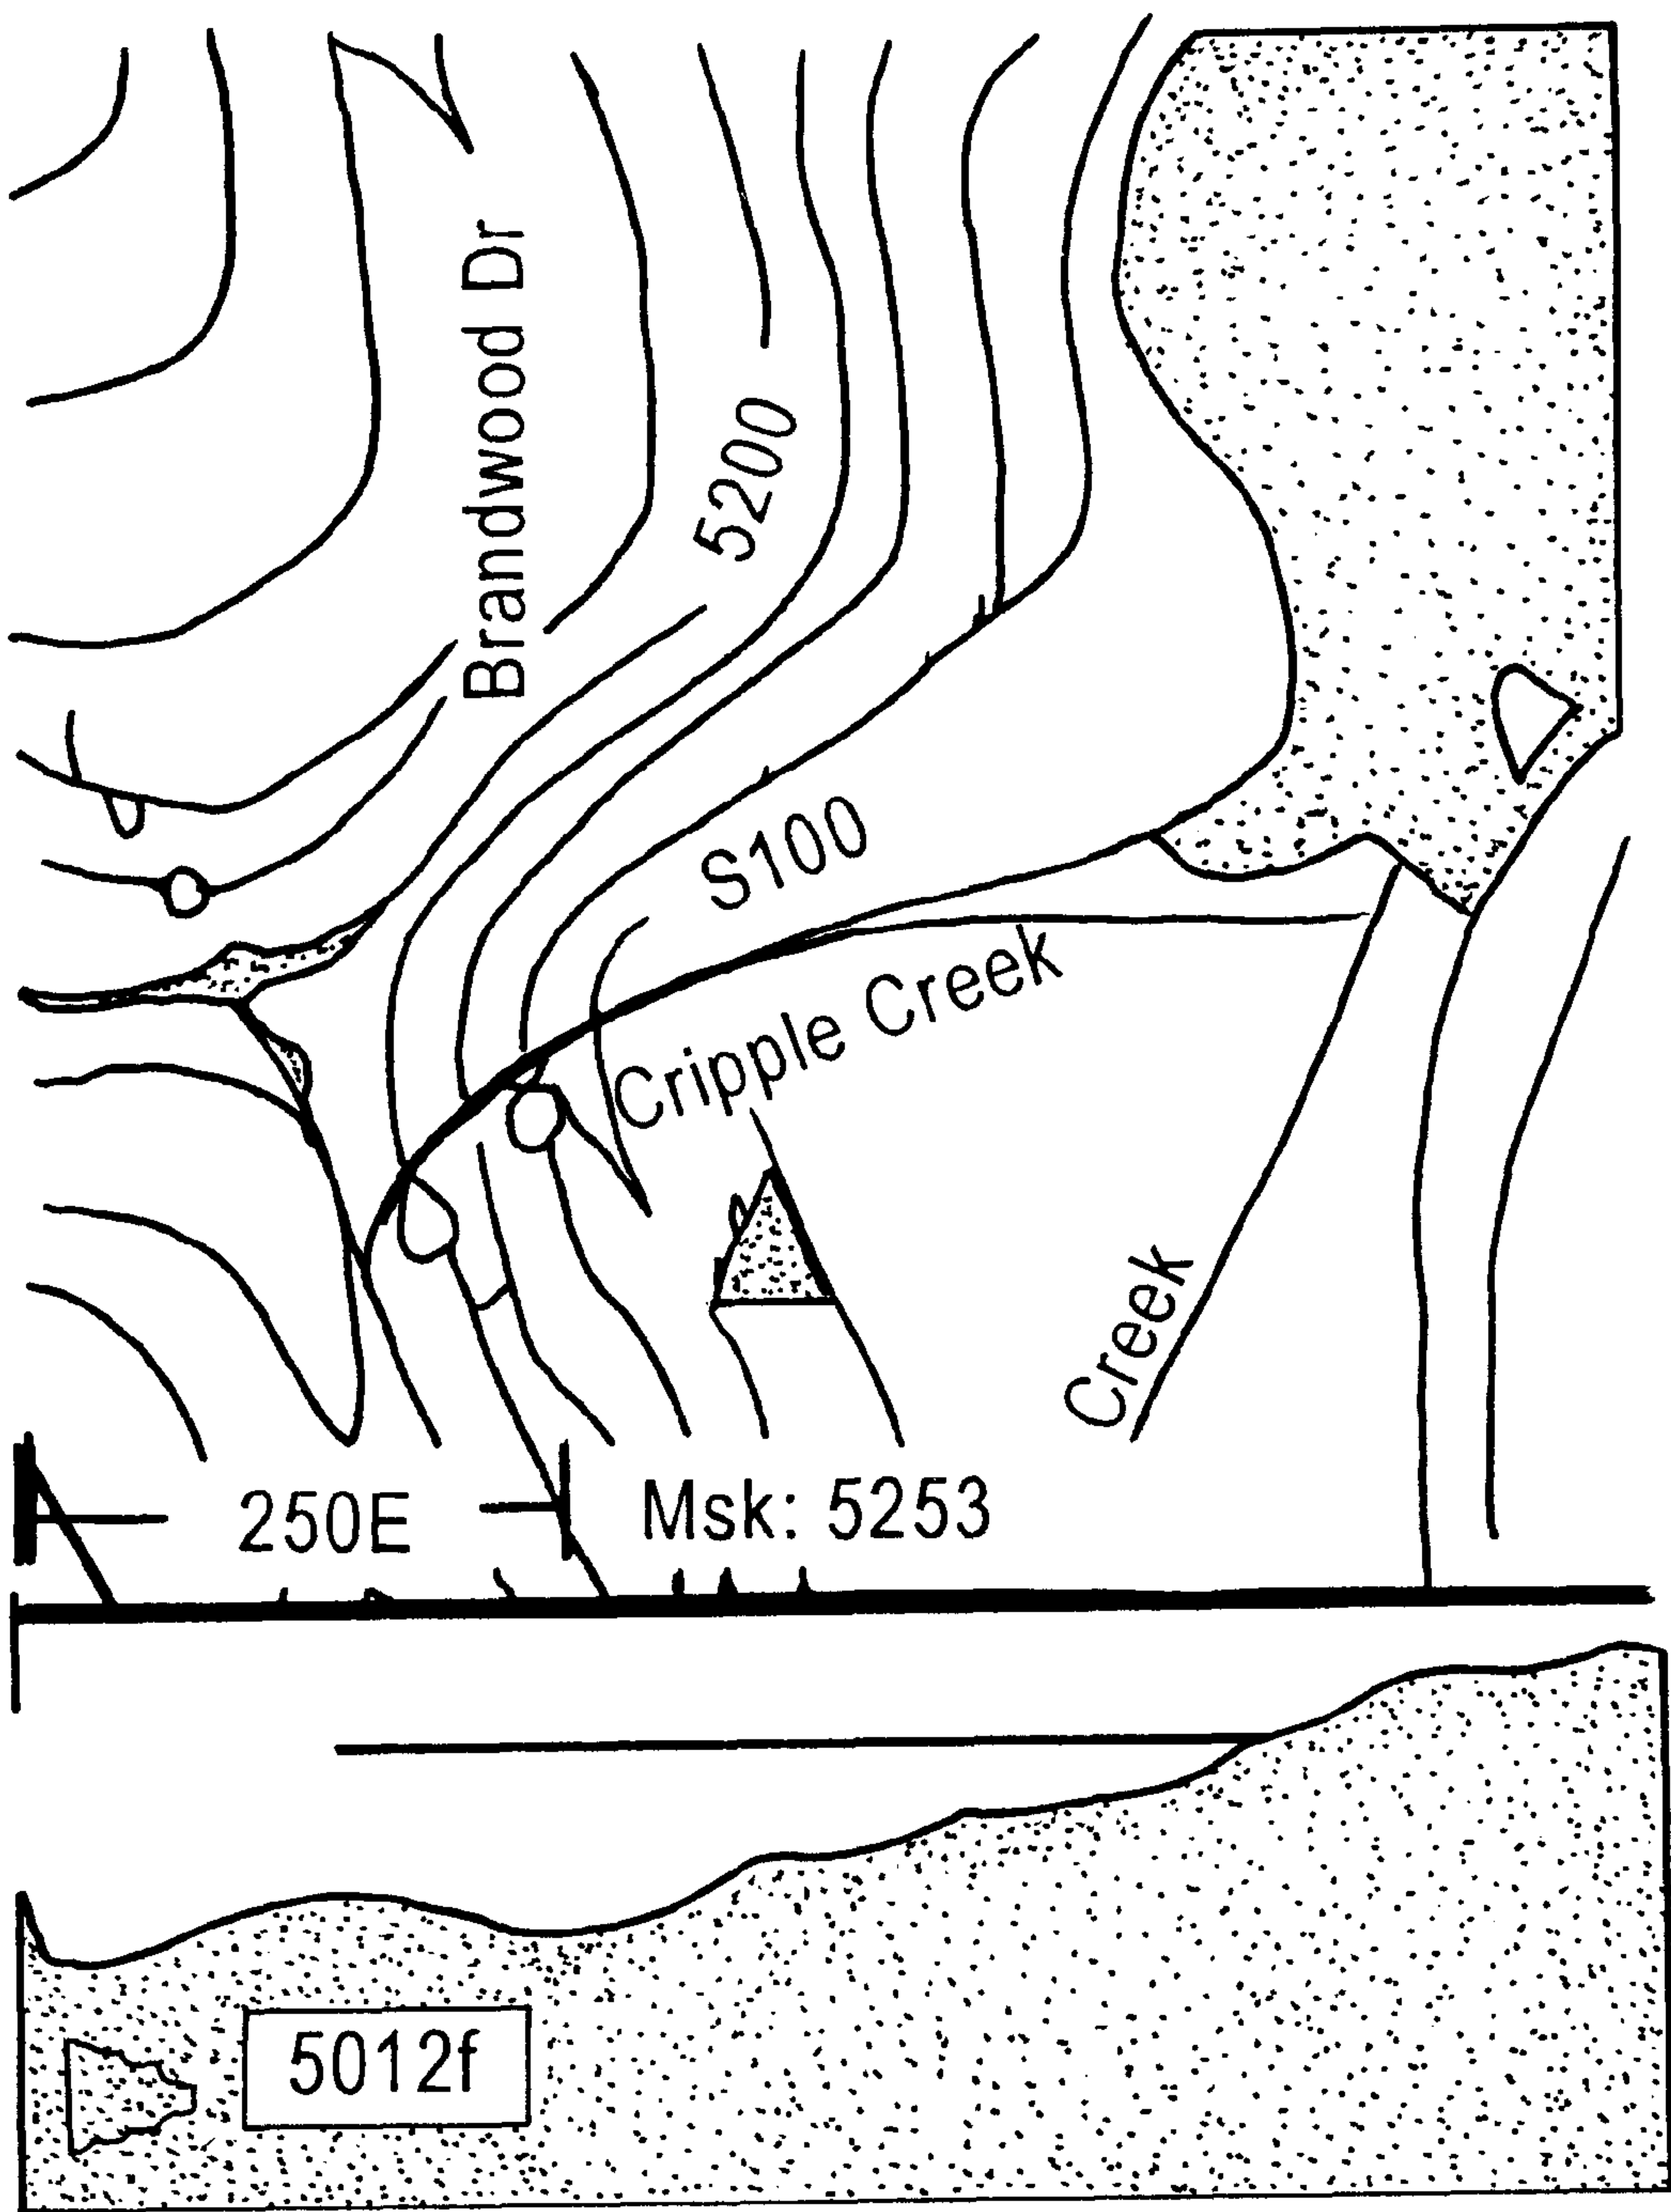 Brandwood Dr
5200
S100
Cripple Creek
Creek
250E
Msk: 5253
5012f